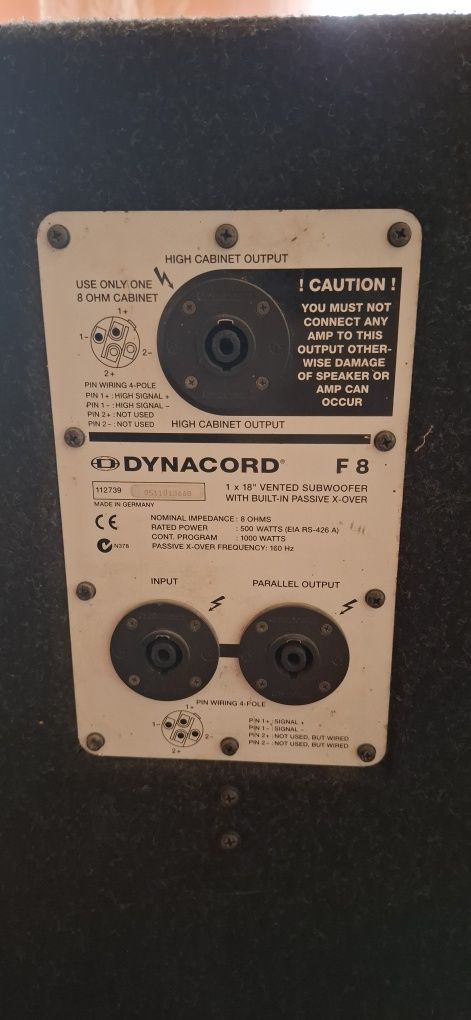 HIGH CABINET OUTPUT
USE ONLY ONE
8 OHM CABINET
1+
1-
2-
2+
PIN WIRING 4-POLE
PIN 1+ : HIGH SIGNAL +
PIN 1- : HIGH SIGNAL -
PIN 2+ : NOT USED
PIN 2- : NOT USED
! CAUTION !
YOU MUST NOT
CONNECT ANY
AMP TO THIS
OUTPUT OTHER-
WISE DAMAGE
OF SPEAKER OR
AMP CAN
OCCUR
HIGH CABINET OUTPUT
DYNACORD® F 8
112739
MADE IN GERMANY
1 x 18" VENTED SUBWOOFER
WITH BUILT-IN PASSIVE X-OVER
CE
N378
NOMINAL IMPEDANCE : 8 OHMS
RATED POWER : 500 WATTS (EIA RS-426 A)
CONT. PROGRAM : 1000 WATTS
PASSIVE X-OVER FREQUENCY: 160 Hz
INPUT
PARALLEL OUTPUT
PIN WIRING 4-POLE
1+
1-
2-
2+
PIN 1+ : SIGNAL +
PIN 1- : SIGNAL -
PIN 2+ : NOT USED, BUT WIRED
PIN 2- : NOT USED, BUT WIRED